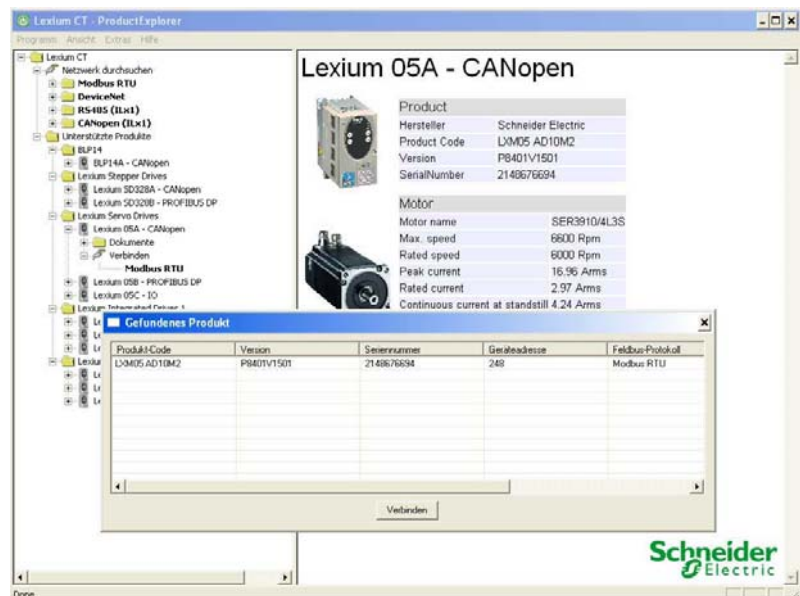 Lexium CT - ProductExplorer
Programm Ansicht Extras Hilfe
Lexium CT
Netzwerk durchsuchen
Modbus RTU
DeviceNet
RS485 (ILx1)
CANopen (ILx1)
Unterstützte Produkte
BLP14
BLP14A - CANopen
Lexium Stepper Drives
Lexium SD328A - CANopen
Lexium SD328B - PROFIBUS DP
Lexium Servo Drives
Lexium 05A - CANopen
Dokumente
Verbinden
Modbus RTU
Lexium 05B - PROFIBUS DP
Lexium 05C - IO
Lexium Integrated Drives 1
Lexium 05A - CANopen
Product
Hersteller Schneider Electric
Product Code LXM05 AD10M2
Version P8401V1501
SerialNumber 2148676694
Motor
Motor name SER3910/4L3S
Max. speed 6600 Rpm
Rated speed 6000 Rpm
Peak current 16.96 Arms
Rated current 2.97 Arms
Continuous current at standstill 4.24 Arms
Gefundenes Produkt
Produkt-Code Version Seriennummer Geräteadresse Feldbus-Protokoll
LXM05 AD10M2 P8401V1501 2148676694 248 Modbus RTU
Verbinden
Schneider
Electric
Done